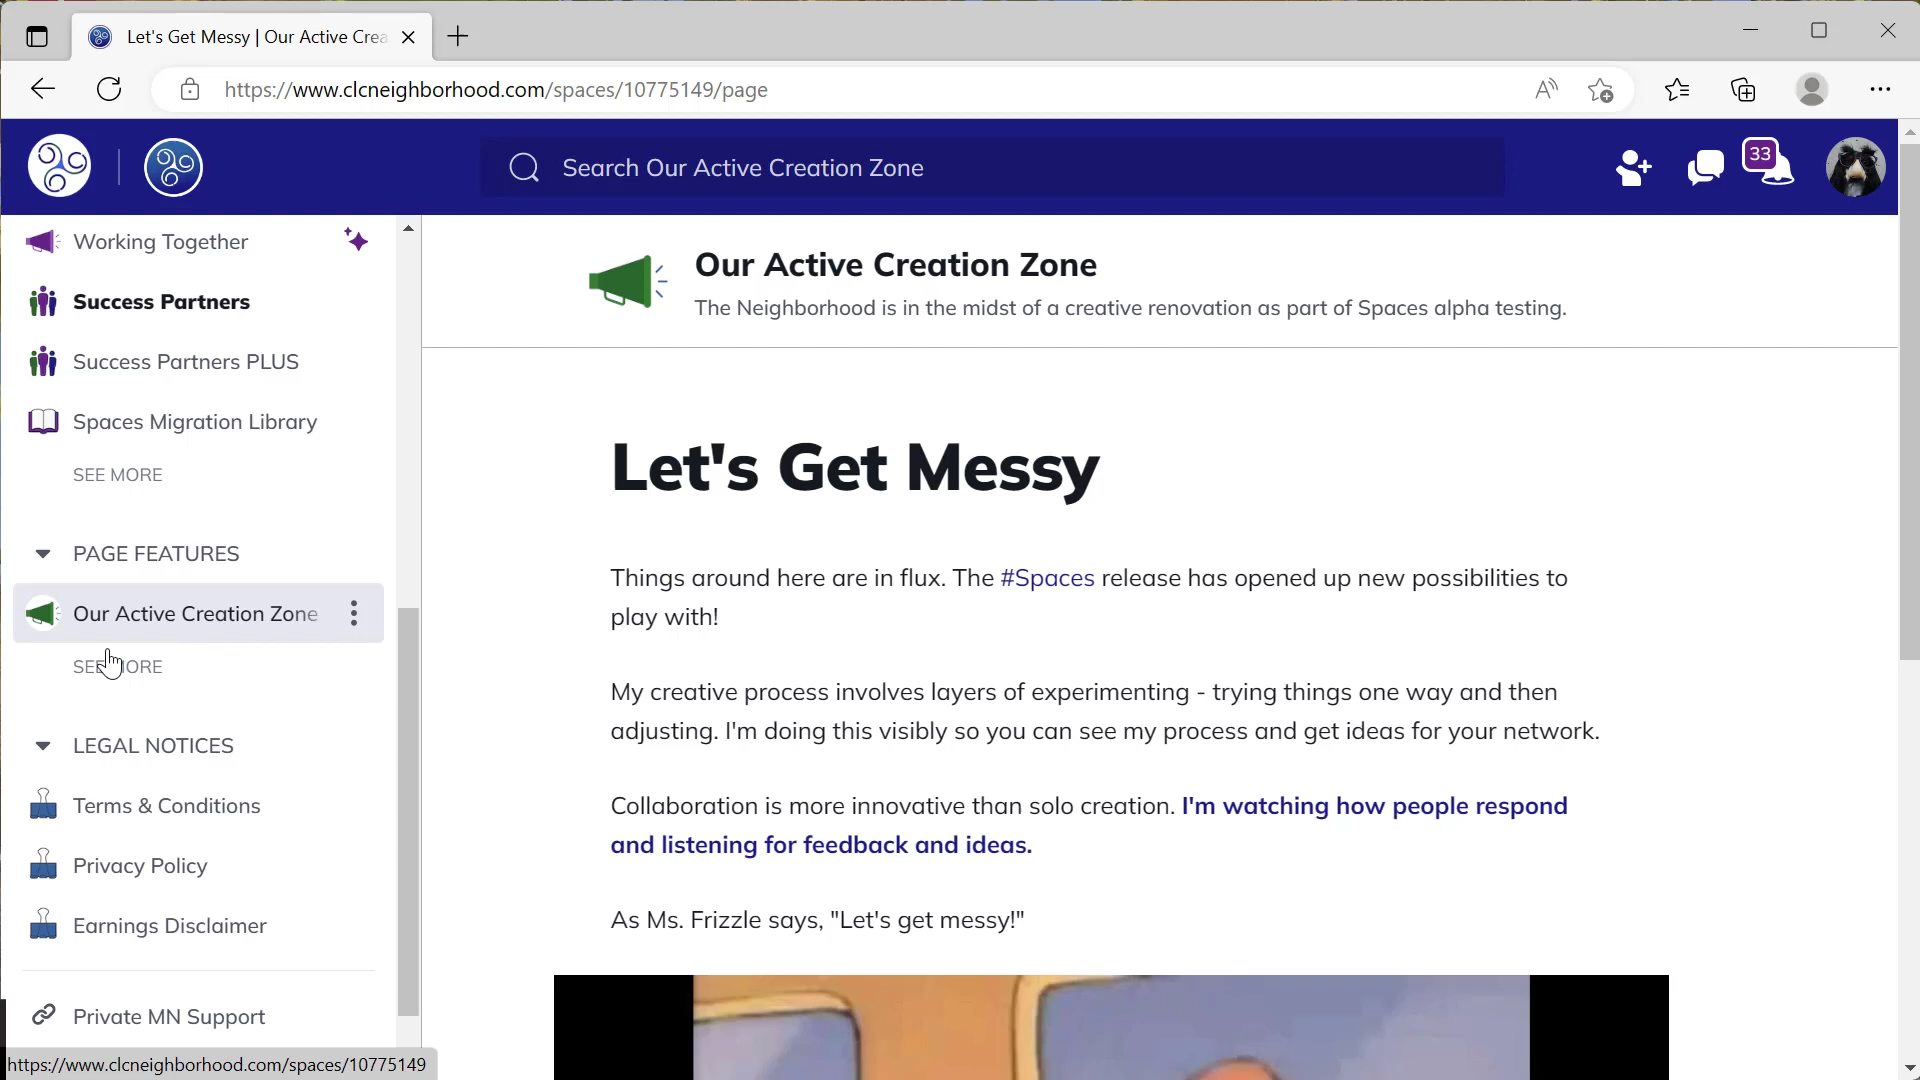 Let's Get Messy | Our Active Crea
https://www.clcneighborhood.com/spaces/10775149/page
Search Our Active Creation Zone
33
Working Together
Success Partners
Success Partners PLUS
Spaces Migration Library
SEE MORE
PAGE FEATURES
Our Active Creation Zone
SEE MORE
LEGAL NOTICES
Terms & Conditions
Privacy Policy
Earnings Disclaimer
Private MN Support
https://www.clcneighborhood.com/spaces/10775149
Our Active Creation Zone
The Neighborhood is in the midst of a creative renovation as part of Spaces alpha testing.
Let's Get Messy
Things around here are in flux. The #Spaces release has opened up new possibilities to
play with!
My creative process involves layers of experimenting - trying things one way and then
adjusting. I'm doing this visibly so you can see my process and get ideas for your network.
Collaboration is more innovative than solo creation. I'm watching how people respond
and listening for feedback and ideas.
As Ms. Frizzle says, "Let's get messy!"